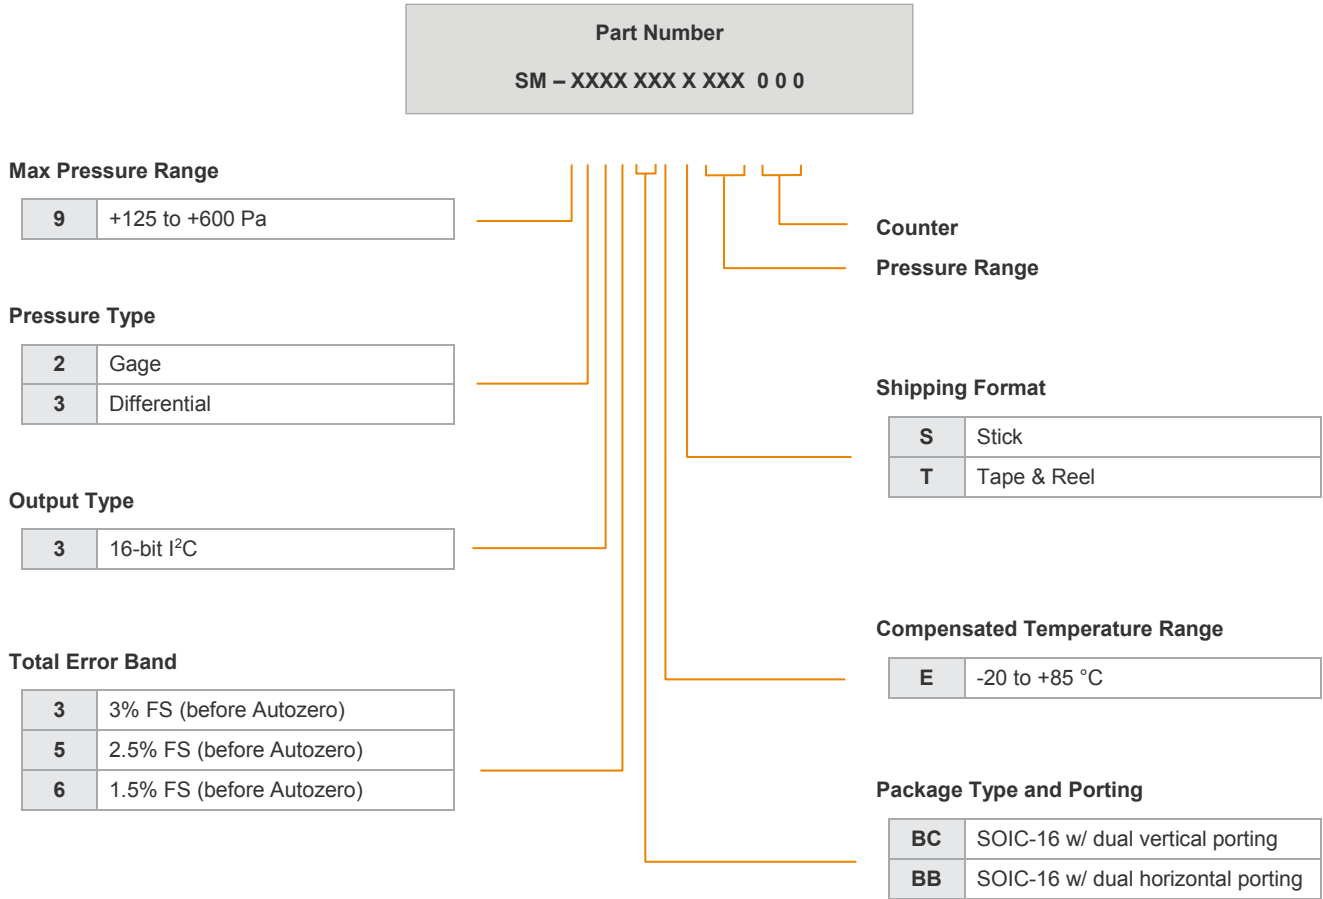 Part Number
SM – XXXX XXX X XXX 0 0 0
Max Pressure Range
9 +125 to +600 Pa
Pressure Type
2 Gage
3 Differential
Output Type
3 16-bit I²C
Total Error Band
3 3% FS (before Autozero)
5 2.5% FS (before Autozero)
6 1.5% FS (before Autozero)
Counter
Pressure Range
Shipping Format
S Stick
T Tape & Reel
Compensated Temperature Range
E -20 to +85 °C
Package Type and Porting
BC SOIC-16 w/ dual vertical porting
BB SOIC-16 w/ dual horizontal porting